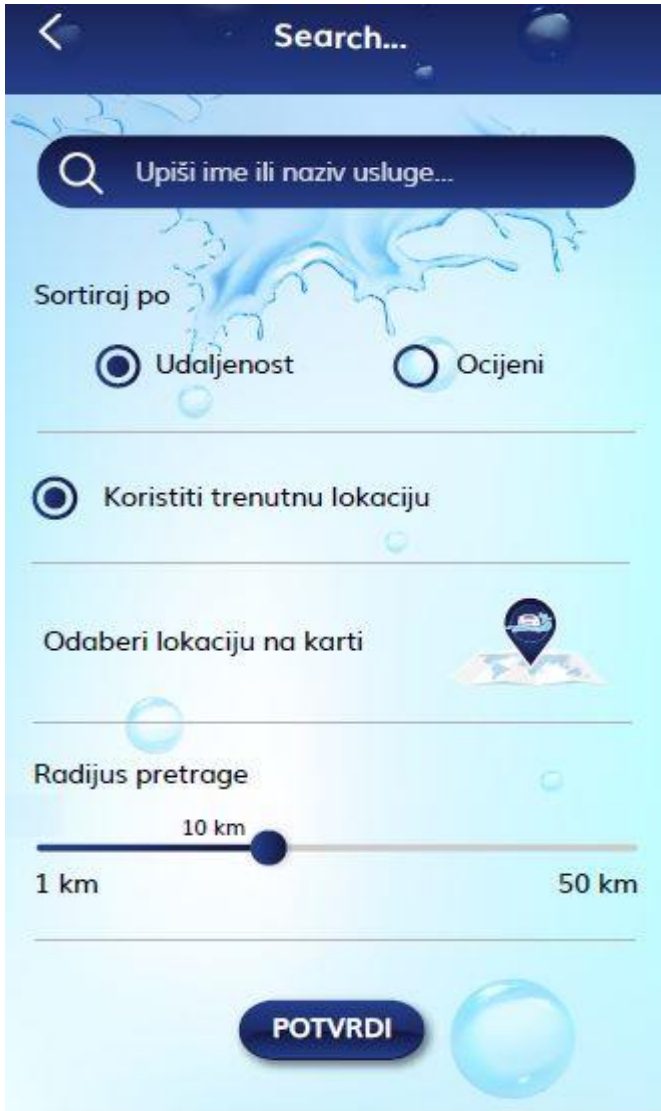 Search...
Upiši ime ili naziv usluge...
Sortiraj po
Udaljenost Ocijeni
Koristiti trenutnu lokaciju
Odaberi lokaciju na karti
Radijus pretrage
10 km
1 km 50 km
POTVRDI